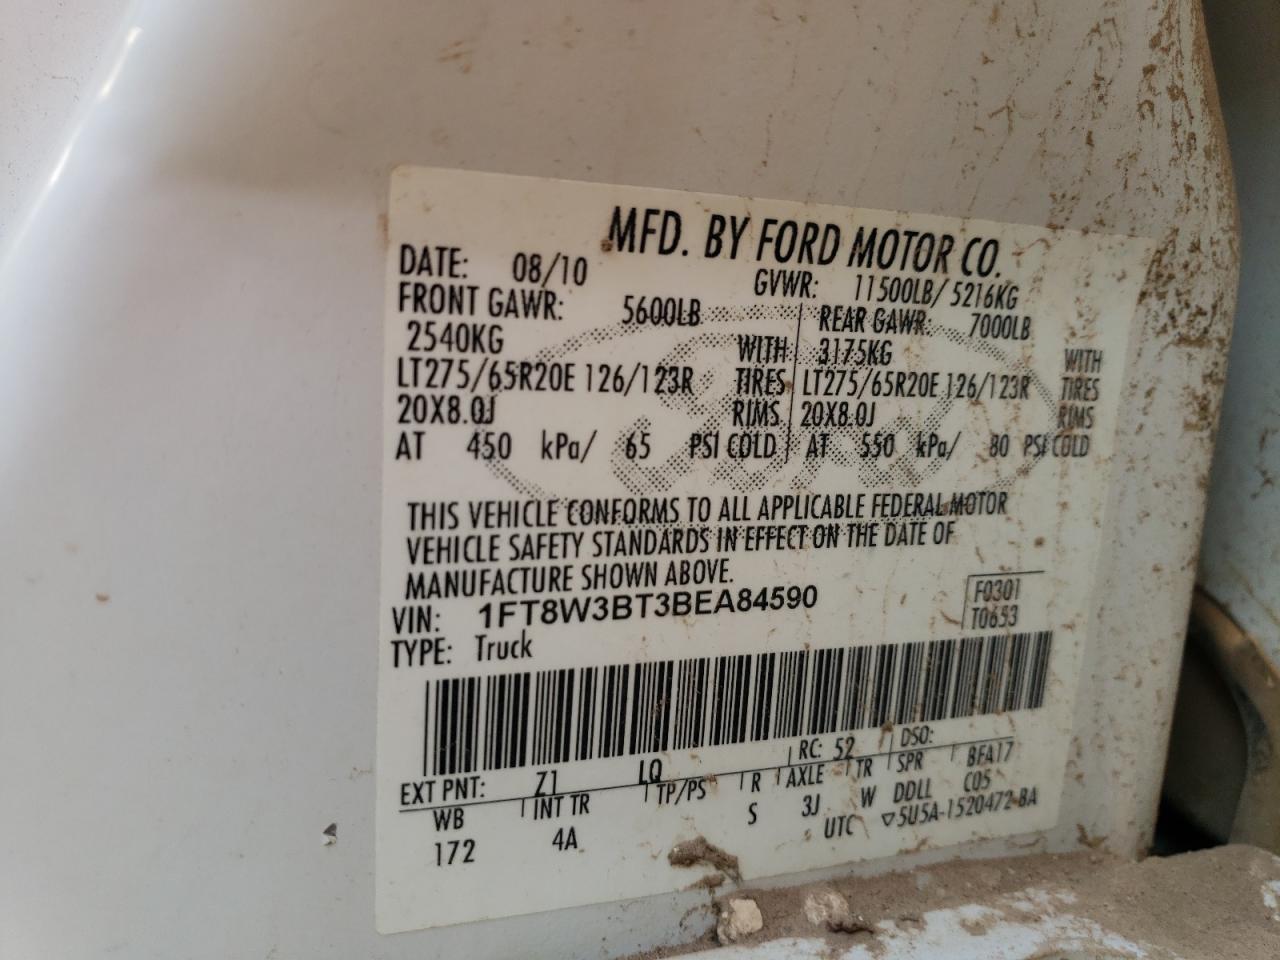 MFD. BY FORD MOTOR CO.
DATE: 08/10 GVWR: 11500LB/ 5216KG
FRONT GAWR: 5600LB REAR GAWR: 7000LB
2540KG WITH 3175KG WITH
LT275/65R20E 126/123R TIRES LT275/65R20E 126/123R TIRES
20X8.0J RIMS 20X8.0J RIMS
AT 450 kPa/ 65 PSI COLD AT 550 kPa/ 80 PSI COLD
THIS VEHICLE CONFORMS TO ALL APPLICABLE FEDERAL MOTOR
VEHICLE SAFETY STANDARDS IN EFFECT ON THE DATE OF
MANUFACTURE SHOWN ABOVE.
VIN: 1FT8W3BT3BEA84590 F0301
TYPE: Truck T0653
EXT PNT: Z1 LQ RC: 52 DSO:
WB INT TR TP/PS R AXLE TR SPR BFA17
172 4A S 3J W DDLL C05
UTC ▽5U5A-1520472-BA